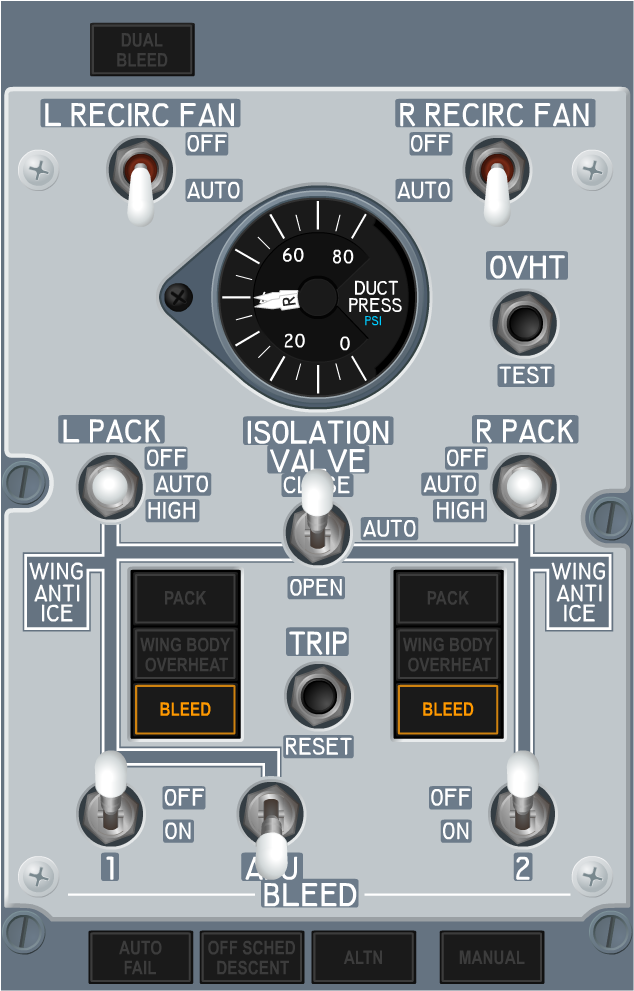 DUAL
BLEED
L RECIRC FAN
OFF
AUTO
R RECIRC FAN
OFF
AUTO
60
80
20
0
R
DUCT
PRESS
PSI
OVHT
TEST
L PACK
OFF
AUTO
HIGH
ISOLATION
VALVE
CLOSE
AUTO
OPEN
R PACK
OFF
AUTO
HIGH
WING
ANTI
ICE
WING
ANTI
ICE
PACK
WING BODY
OVERHEAT
BLEED
TRIP
RESET
PACK
WING BODY
OVERHEAT
BLEED
OFF
ON
OFF
ON
1
APU
2
BLEED
AUTO
FAIL
OFF SCHED
DESCENT
ALTN
MANUAL